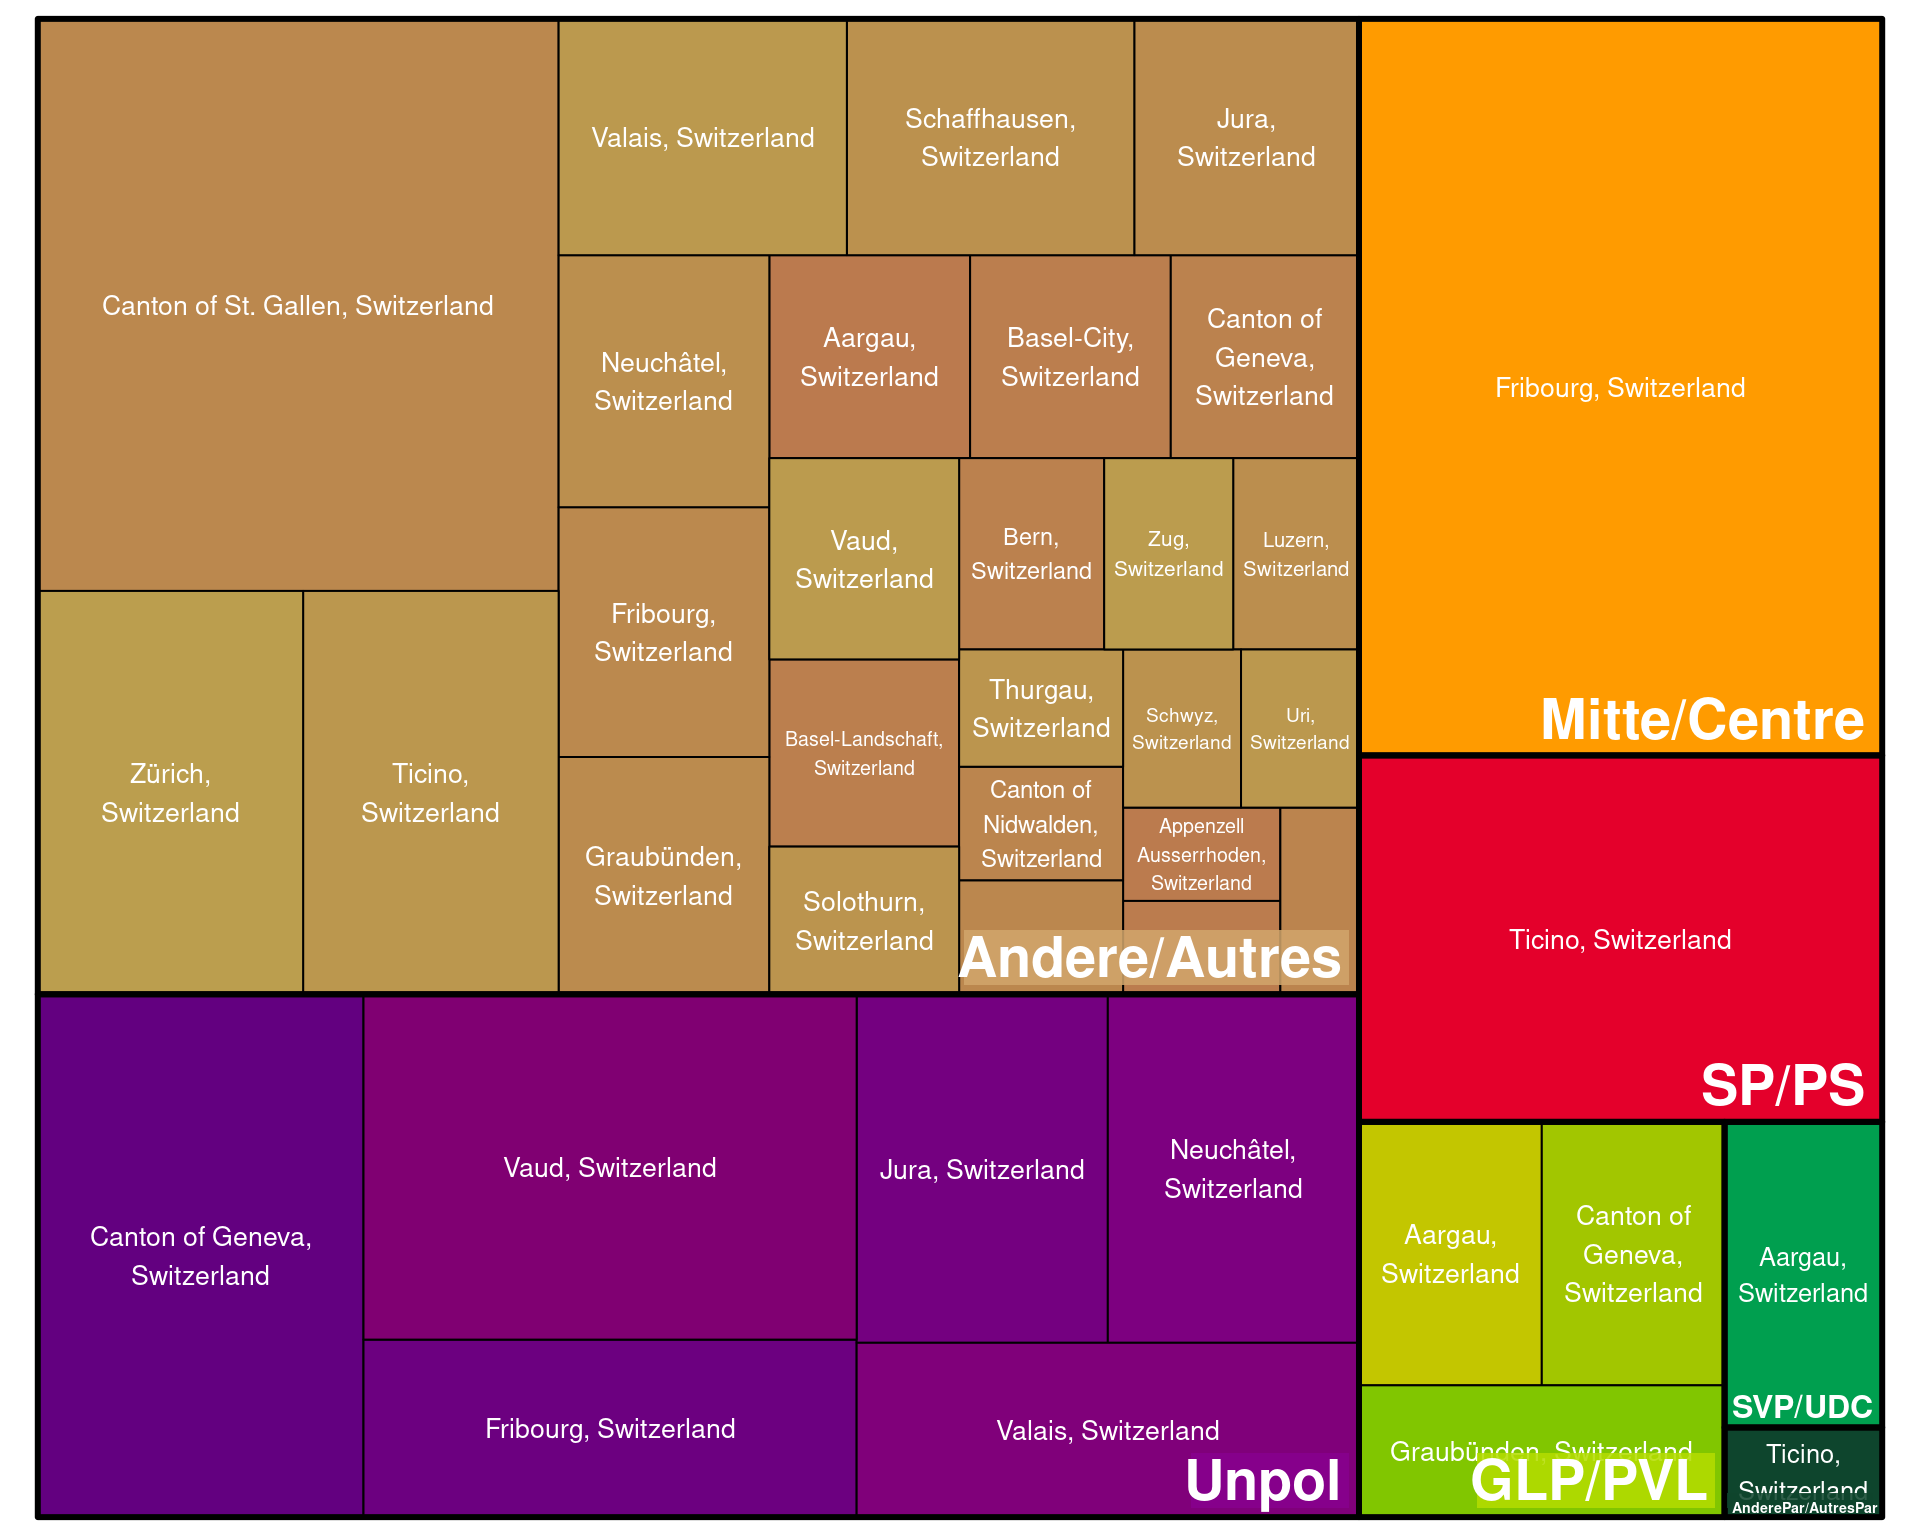 Canton of St. Gallen, Switzerland
Valais, Switzerland
Schaffhausen,
Switzerland
Jura,
Switzerland
Neuchâtel,
Switzerland
Aargau,
Switzerland
Basel-City,
Switzerland
Canton of
Geneva,
Switzerland
Fribourg,
Switzerland
Vaud,
Switzerland
Bern,
Switzerland
Zug,
Switzerland
Luzern,
Switzerland
Zürich,
Switzerland
Ticino,
Switzerland
Graubünden,
Switzerland
Basel-Landschaft,
Switzerland
Solothurn,
Switzerland
Thurgau,
Switzerland
Schwyz,
Switzerland
Uri,
Switzerland
Canton of
Nidwalden,
Switzerland
Appenzell
Ausserrhoden,
Switzerland
Andere/Autres
Fribourg, Switzerland
Mitte/Centre
Ticino, Switzerland
SP/PS
Canton of Geneva,
Switzerland
Vaud, Switzerland
Jura, Switzerland
Neuchâtel,
Switzerland
Fribourg, Switzerland
Valais, Switzerland
Unpol
Aargau,
Switzerland
Canton of
Geneva,
Switzerland
Graubünden, Switzerland
GLP/PVL
Aargau,
Switzerland
SVP/UDC
Ticino,
Switzerland
AnderePar/AutresPar